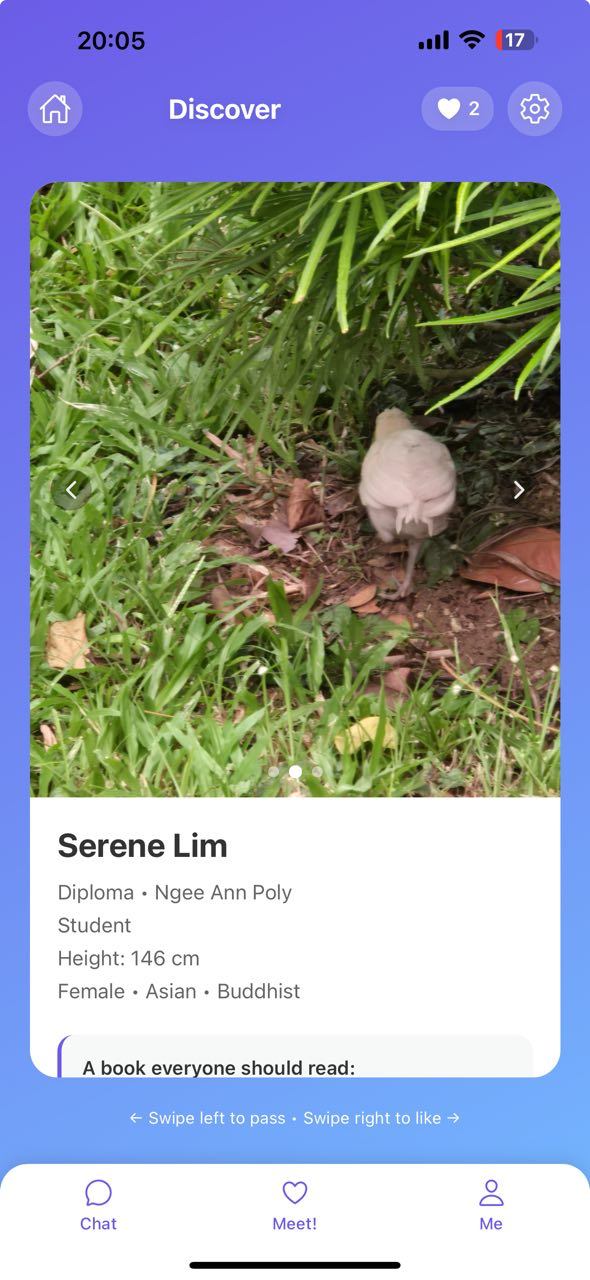 20:05
17
Discover
2
Serene Lim
Diploma • Ngee Ann Poly
Student
Height: 146 cm
Female • Asian • Buddhist
A book everyone should read:
← Swipe left to pass • Swipe right to like →
Chat
Meet!
Me